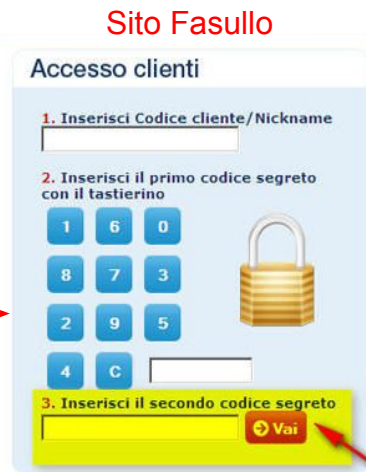 Sito Fasullo
Accesso clienti
1. Inserisci Codice cliente/Nickname
2. Inserisci il primo codice segreto
con il tastierino
1 6 0
8 7 3
2 9 5
4 C
3. Inserisci il secondo codice segreto
Vai